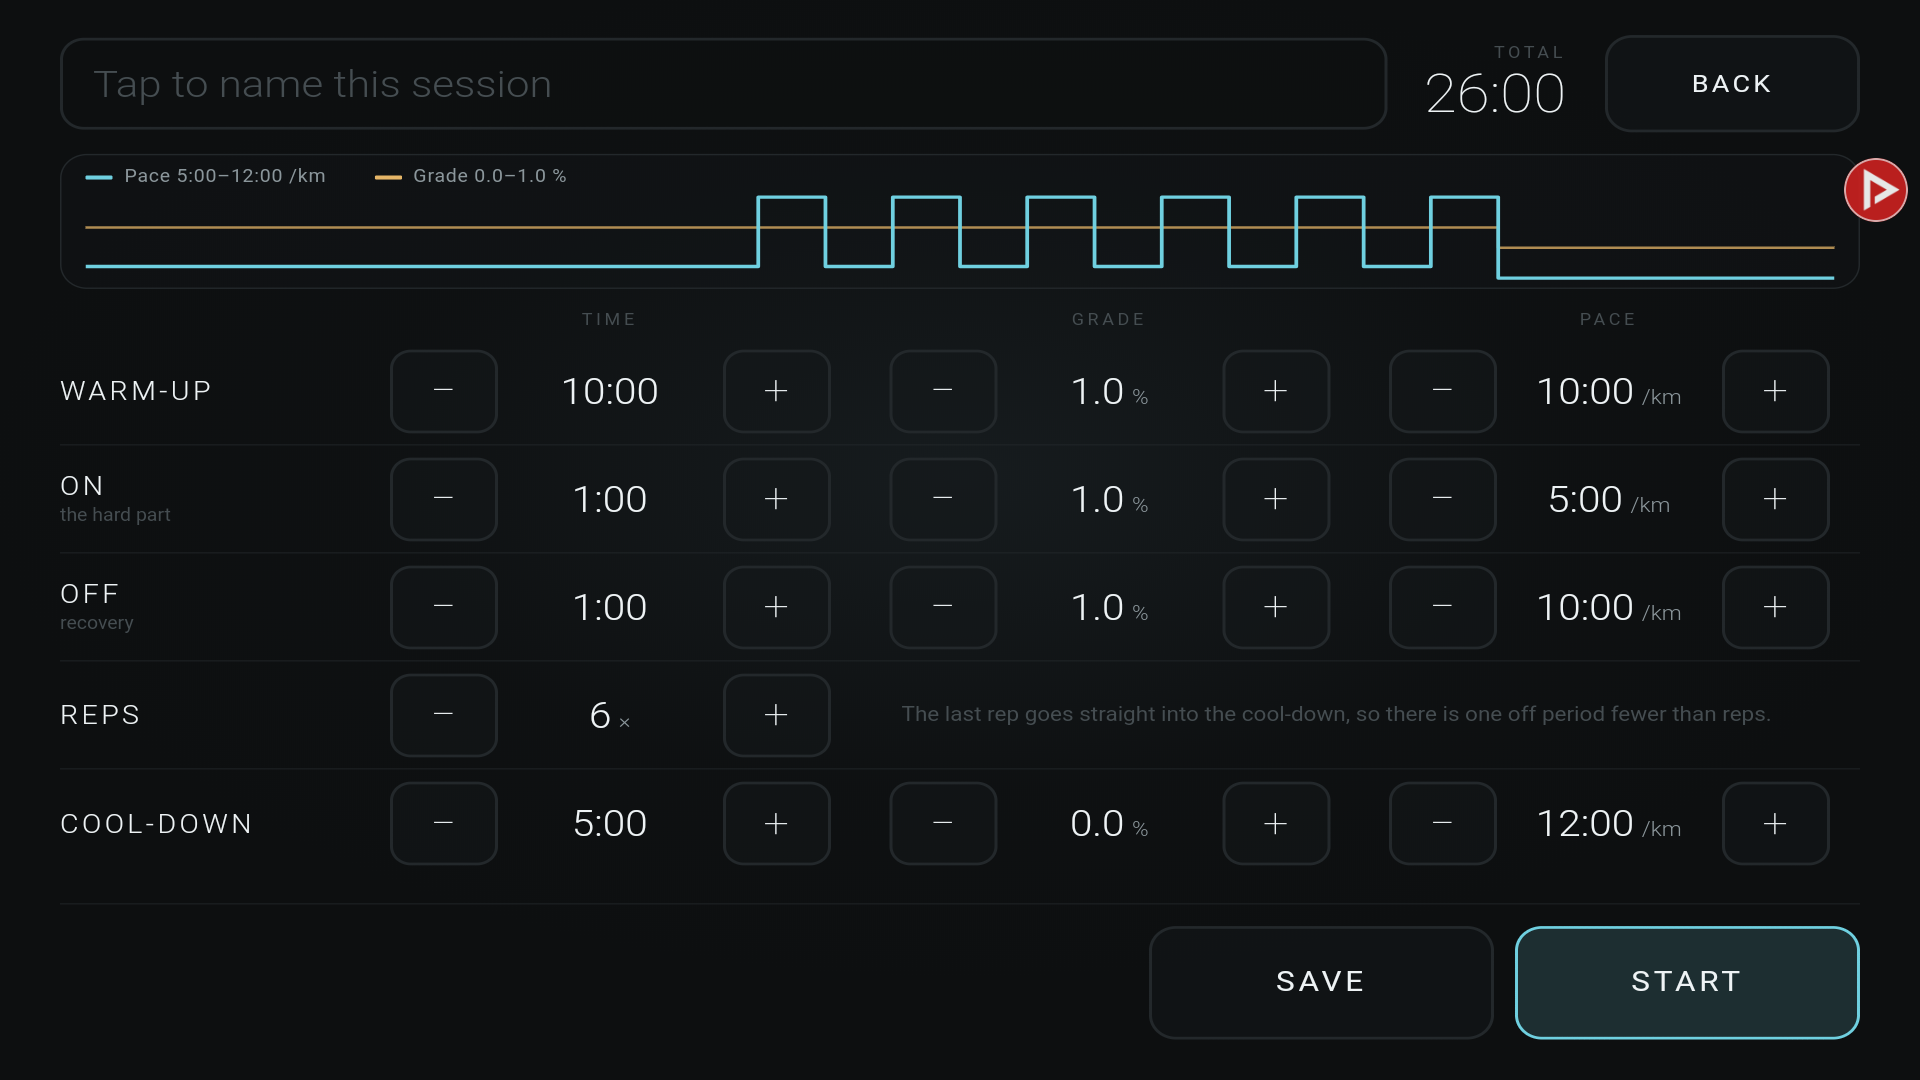 Tap to name this session
TOTAL
26:00
BACK
Pace 5:00–12:00 /km
Grade 0.0–1.0 %
TIME
GRADE
PACE
WARM-UP
− 10:00 + − 1.0 % + − 10:00 /km +
ON
the hard part
− 1:00 + − 1.0 % + − 5:00 /km +
OFF
recovery
− 1:00 + − 1.0 % + − 10:00 /km +
REPS
− 6 × +
The last rep goes straight into the cool-down, so there is one off period fewer than reps.
COOL-DOWN
− 5:00 + − 0.0 % + − 12:00 /km +
SAVE
START